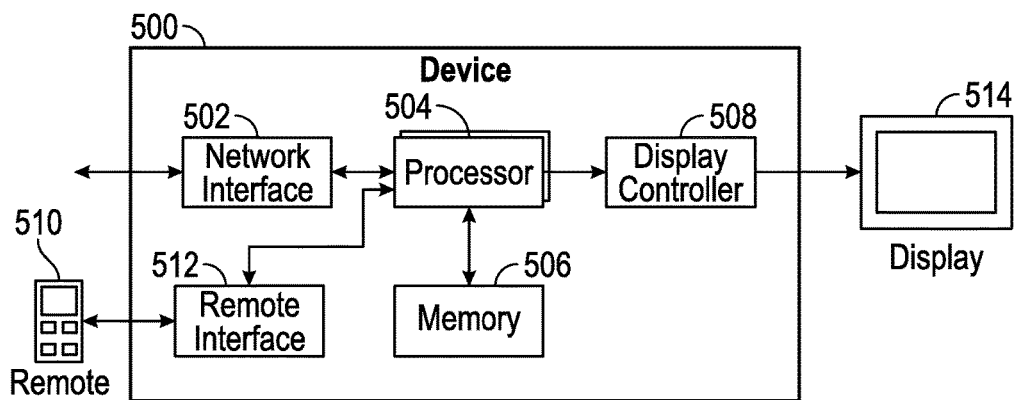 500
Device
502
504
508
514
Network
Interface
Processor
Display
Controller
510
512
506
Display
Remote
Interface
Memory
Remote